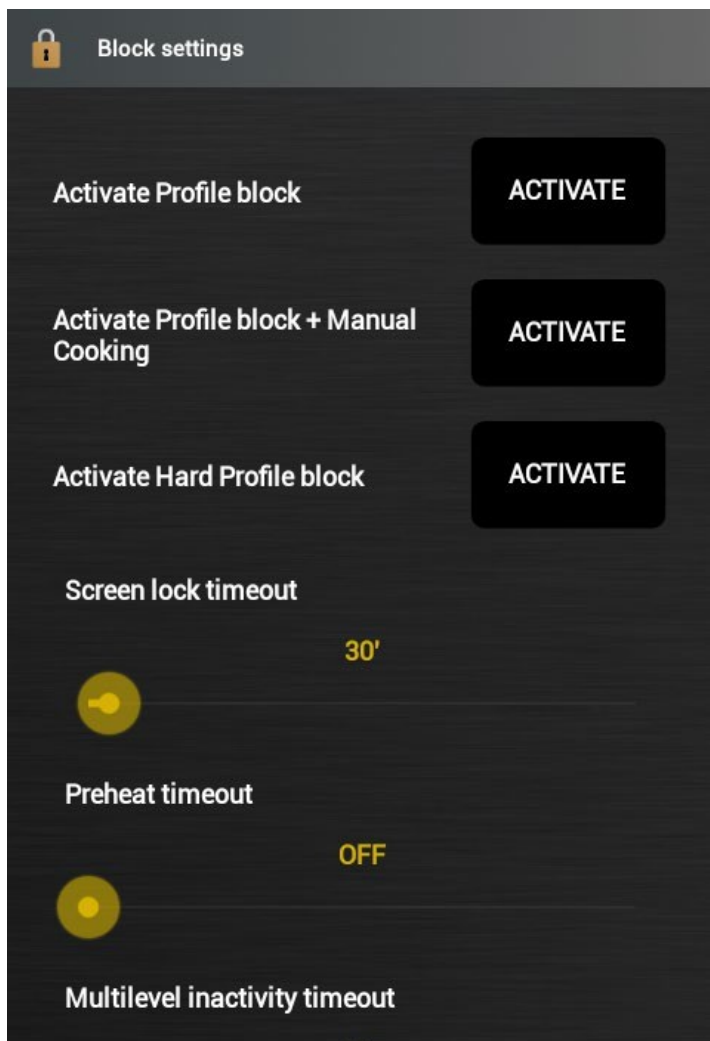 Block settings
Activate Profile block
ACTIVATE
Activate Profile block + Manual
Cooking
ACTIVATE
Activate Hard Profile block
ACTIVATE
Screen lock timeout
30'
Preheat timeout
OFF
Multilevel inactivity timeout